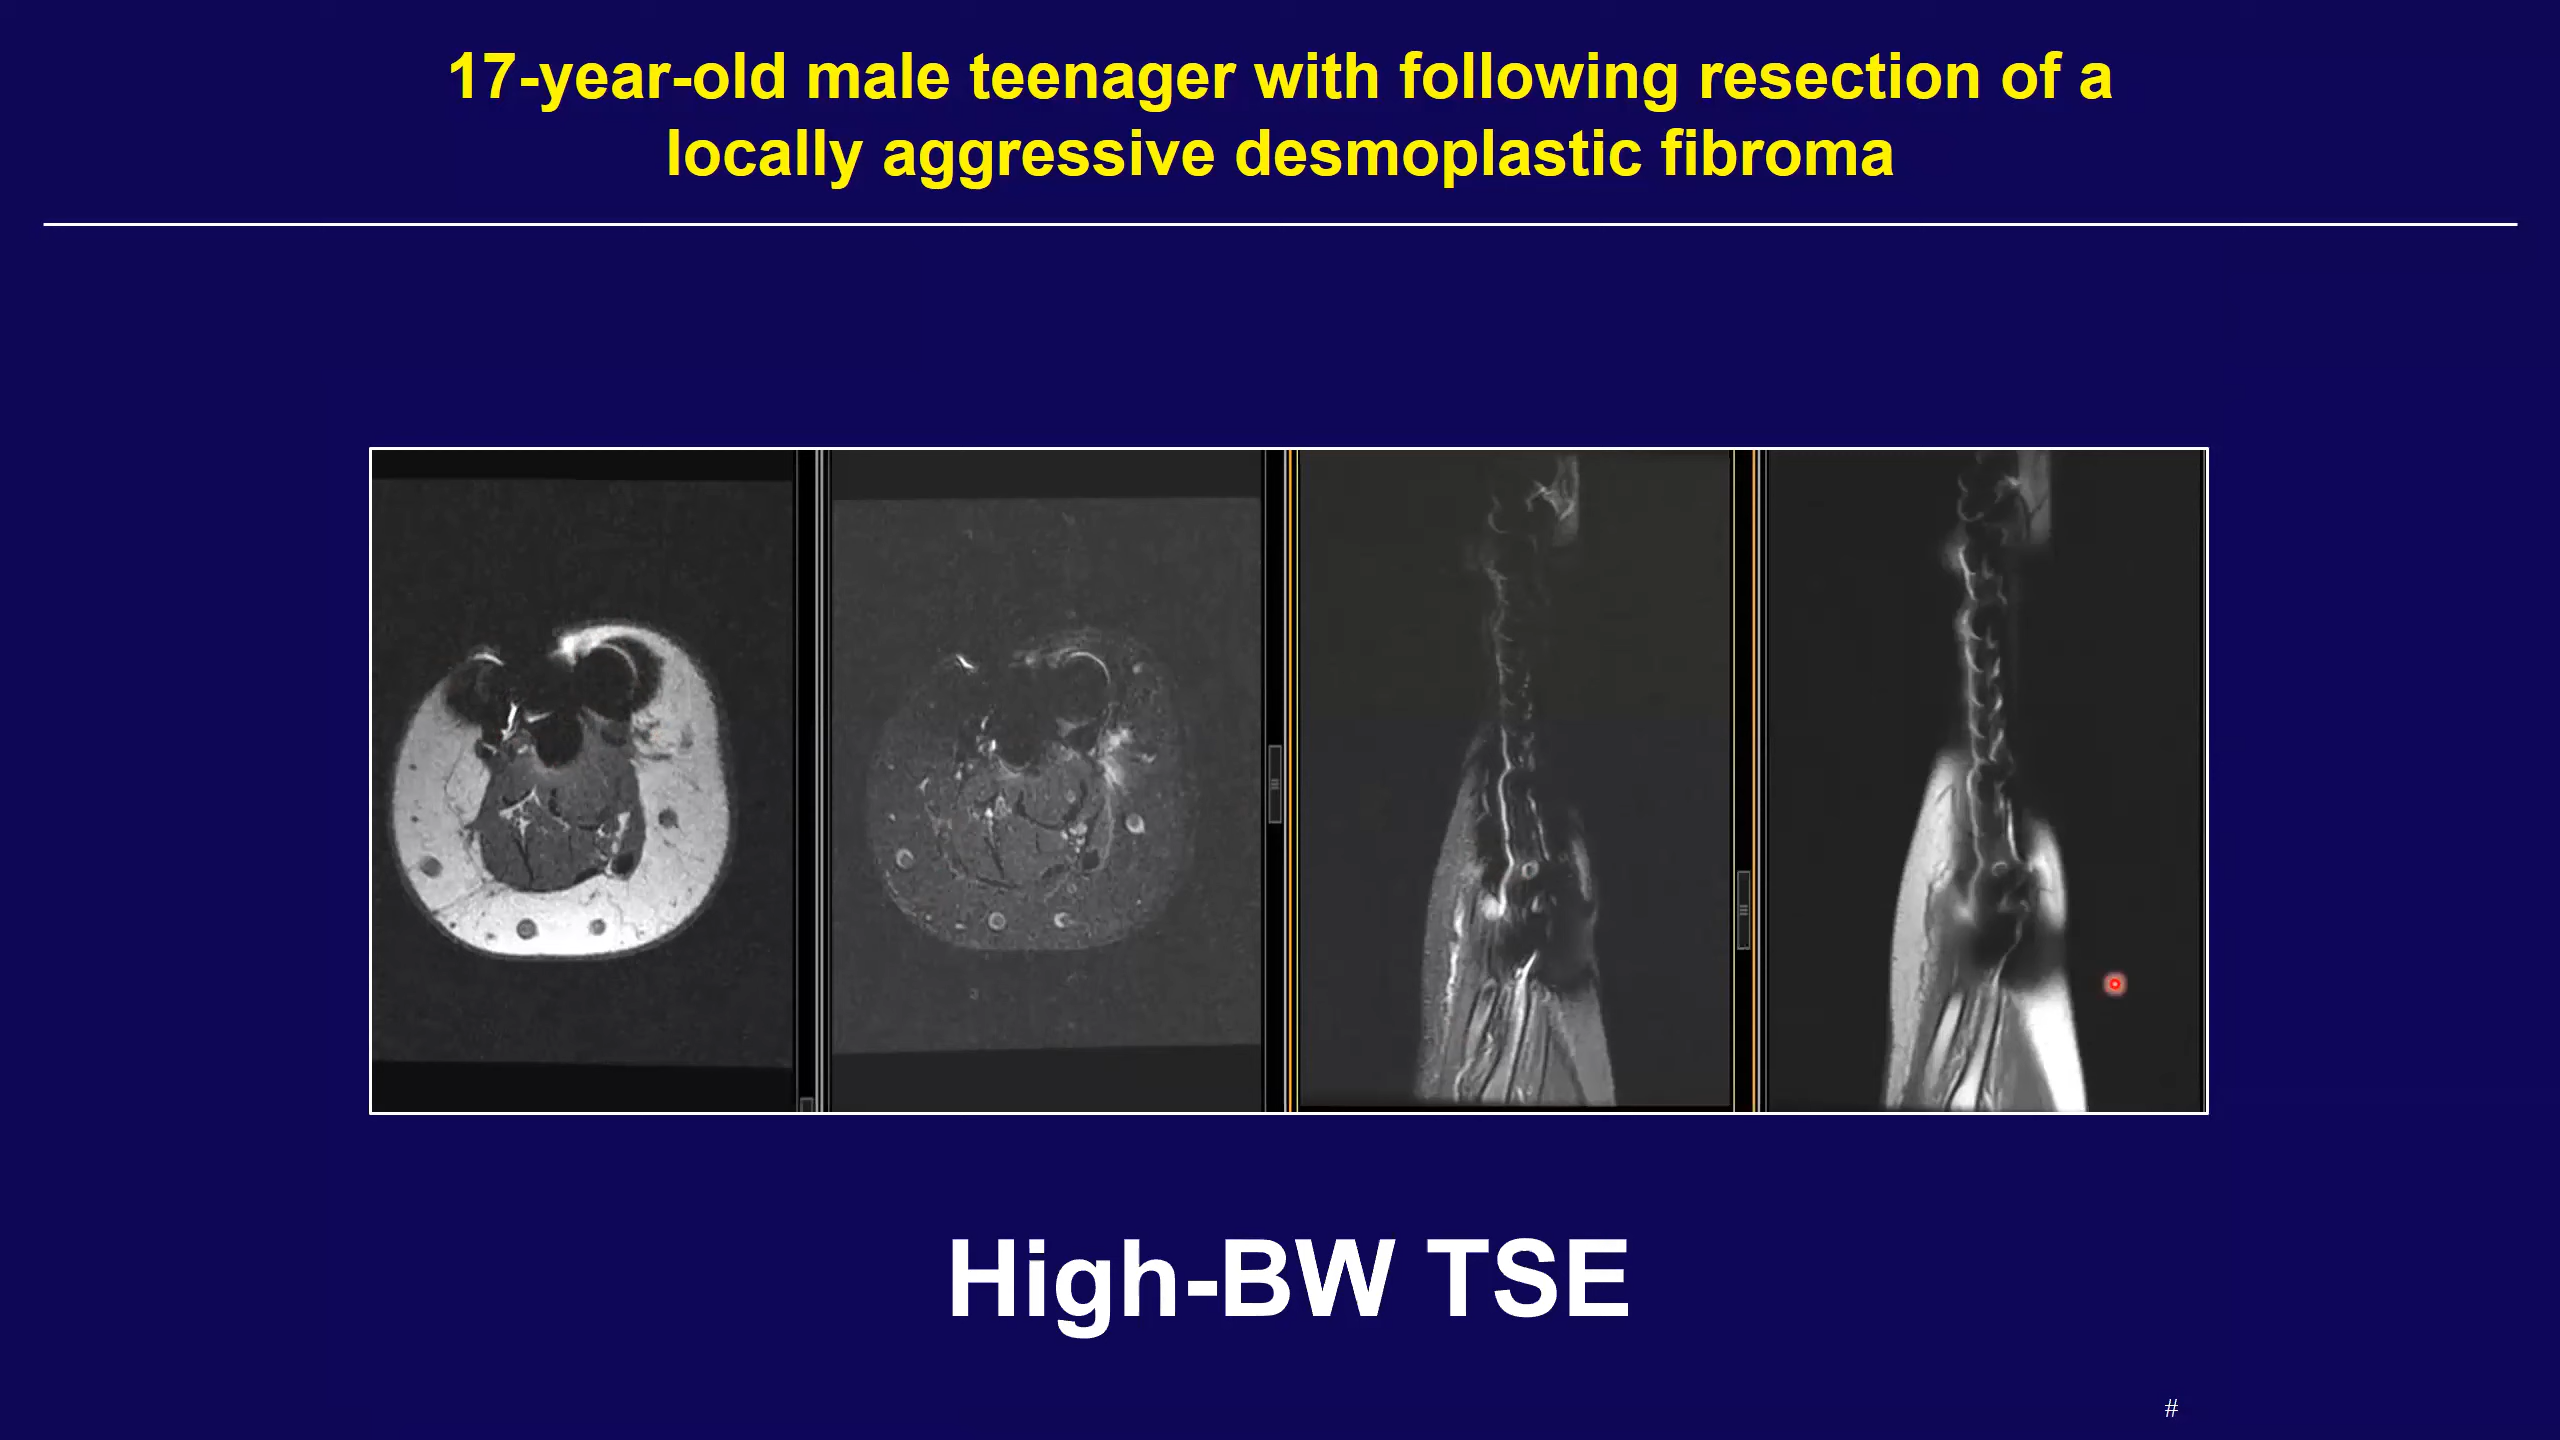 17-year-old male teenager with following resection of a
locally aggressive desmoplastic fibroma
High-BW TSE
#